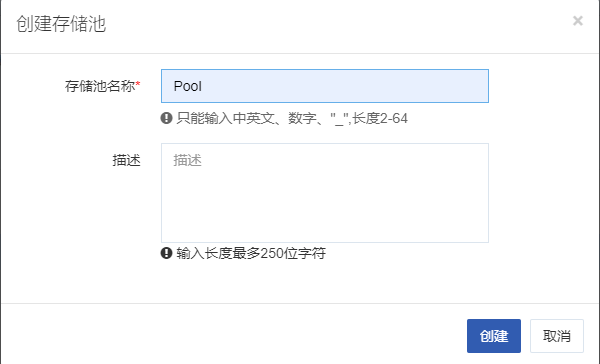 创建存储池 ×
存储池名称* Pool
只能输入中英文、数字、"_",长度2-64
描述 描述
输入长度最多250位字符
创建 取消